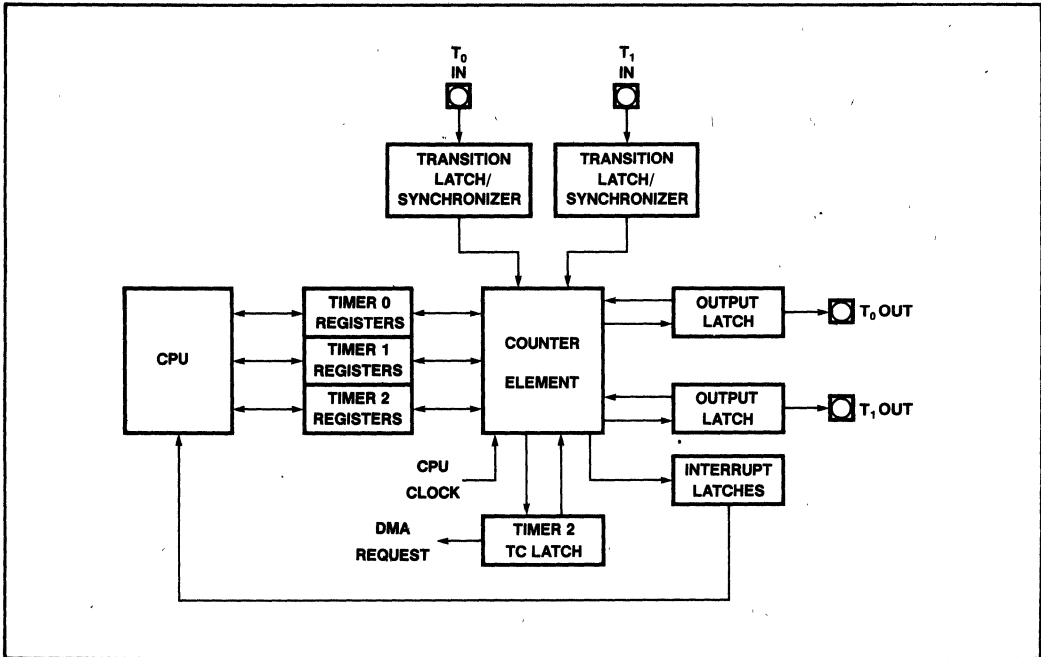 T₀
IN
T₁
IN
TRANSITION
LATCH/
SYNCHRONIZER
TRANSITION
LATCH/
SYNCHRONIZER
CPU
TIMER 0
REGISTERS
TIMER 1
REGISTERS
TIMER 2
REGISTERS
COUNTER
ELEMENT
OUTPUT
LATCH
T₀ OUT
OUTPUT
LATCH
T₁ OUT
CPU
CLOCK
INTERRUPT
LATCHES
DMA
REQUEST
TIMER 2
TC LATCH